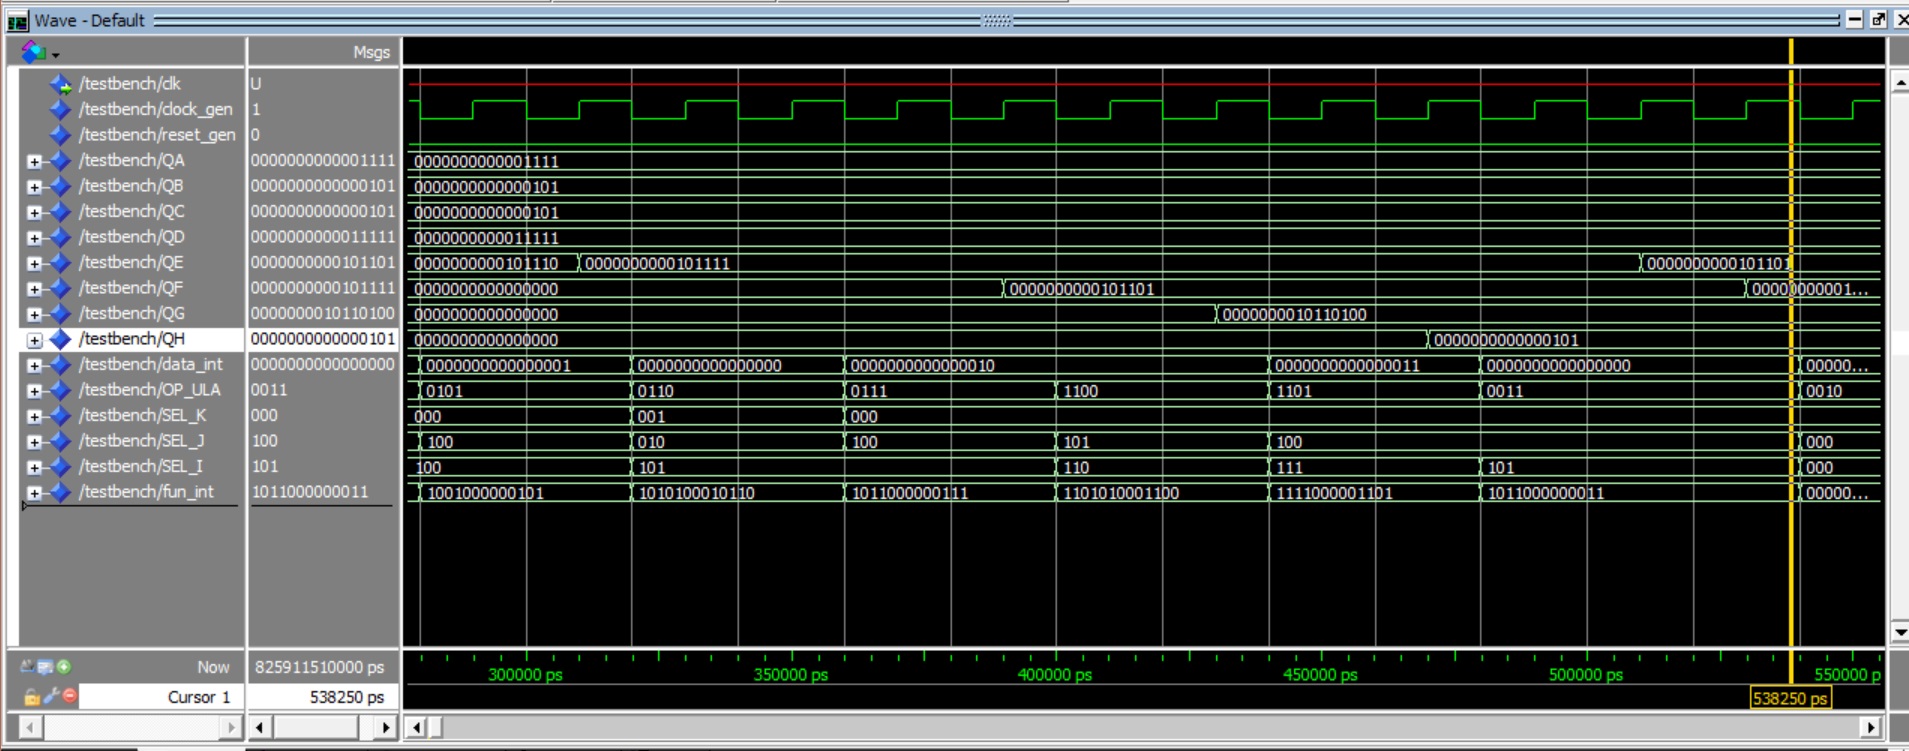 Wave - Default
Msgs
/testbench/clk U
/testbench/clock_gen 1
/testbench/reset_gen 0
/testbench/QA 0000000000001111 0000000000001111
/testbench/QB 0000000000000101 0000000000000101
/testbench/QC 0000000000000101 0000000000000101
/testbench/QD 0000000000011111 0000000000011111
/testbench/QE 0000000000101101 0000000000101110 0000000000101111 0000000000101101
/testbench/QF 0000000000101111 0000000000000000 0000000000101101 0000000001...
/testbench/QG 0000000010110100 0000000000000000 0000000010110100
/testbench/QH 0000000000000101 0000000000000000 0000000000000101
/testbench/data_int 0000000000000000 0000000000000001 0000000000000000 0000000000000010 0000000000000011 0000000000000000 00000...
/testbench/OP_ULA 0011 0101 0110 0111 1100 1101 0011 0010
/testbench/SEL_K 000 000 001 000
/testbench/SEL_J 100 100 010 100 101 100 000
/testbench/SEL_I 101 100 101 110 111 101 000
/testbench/fun_int 1011000000011 1001000000101 1010100010110 1011000000111 1101010001100 1111000001101 1011000000011 00000...
Now 825911510000 ps 300000 ps 350000 ps 400000 ps 450000 ps 500000 ps 550000 p
Cursor 1 538250 ps 538250 ps